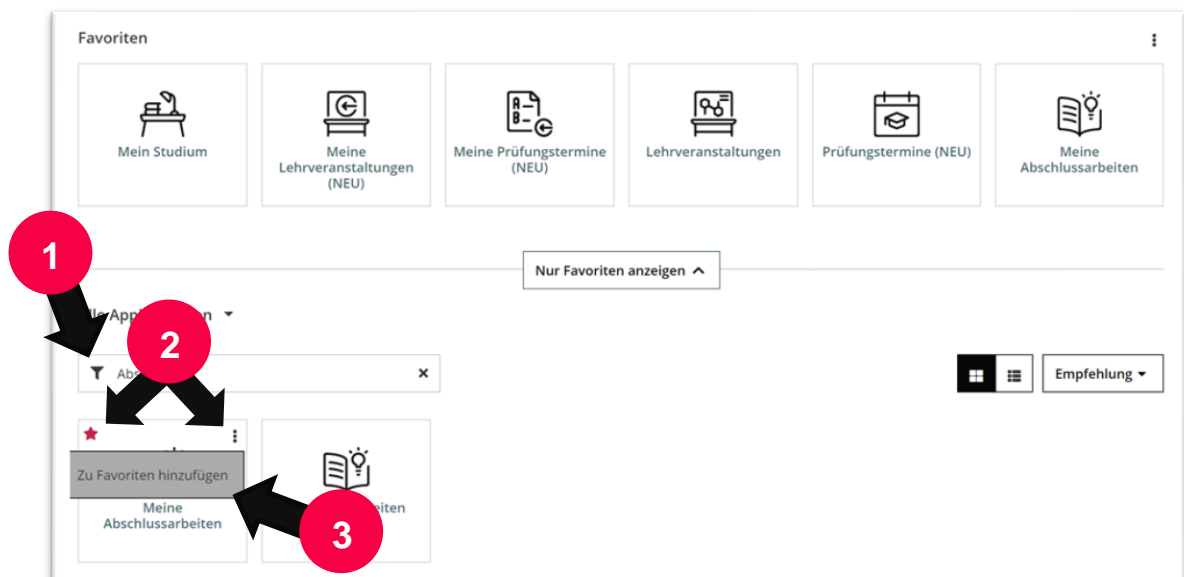 Favoriten
Mein Studium
Meine
Lehrveranstaltungen
(NEU)
Meine Prüfungstermine
(NEU)
Lehrveranstaltungen
Prüfungstermine (NEU)
Meine
Abschlussarbeiten
1
Nur Favoriten anzeigen
2
Empfehlung
Zu Favoriten hinzufügen
Meine
Abschlussarbeiten
3